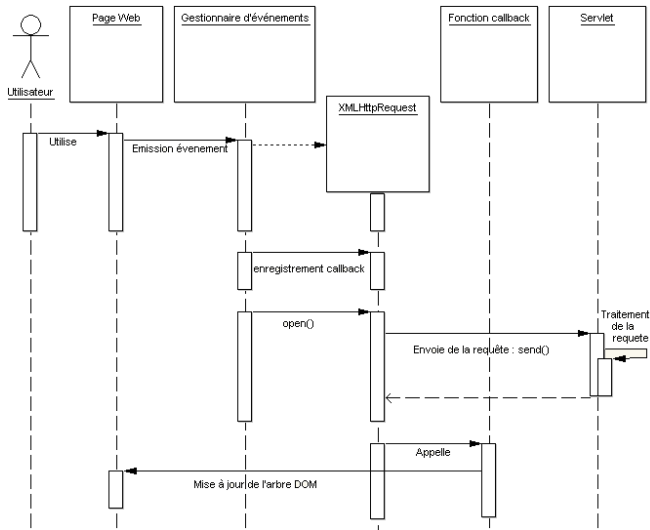 Page Web
Gestionnaire d'événements
Fonction callback
Servlet
Utilisateur
XMLHttpRequest
Utilise
Emission évenement
enregistrement callback
open()
Traitement
de la
requete
Envoie de la requête : send()
Appelle
Mise à jour de l'arbre DOM